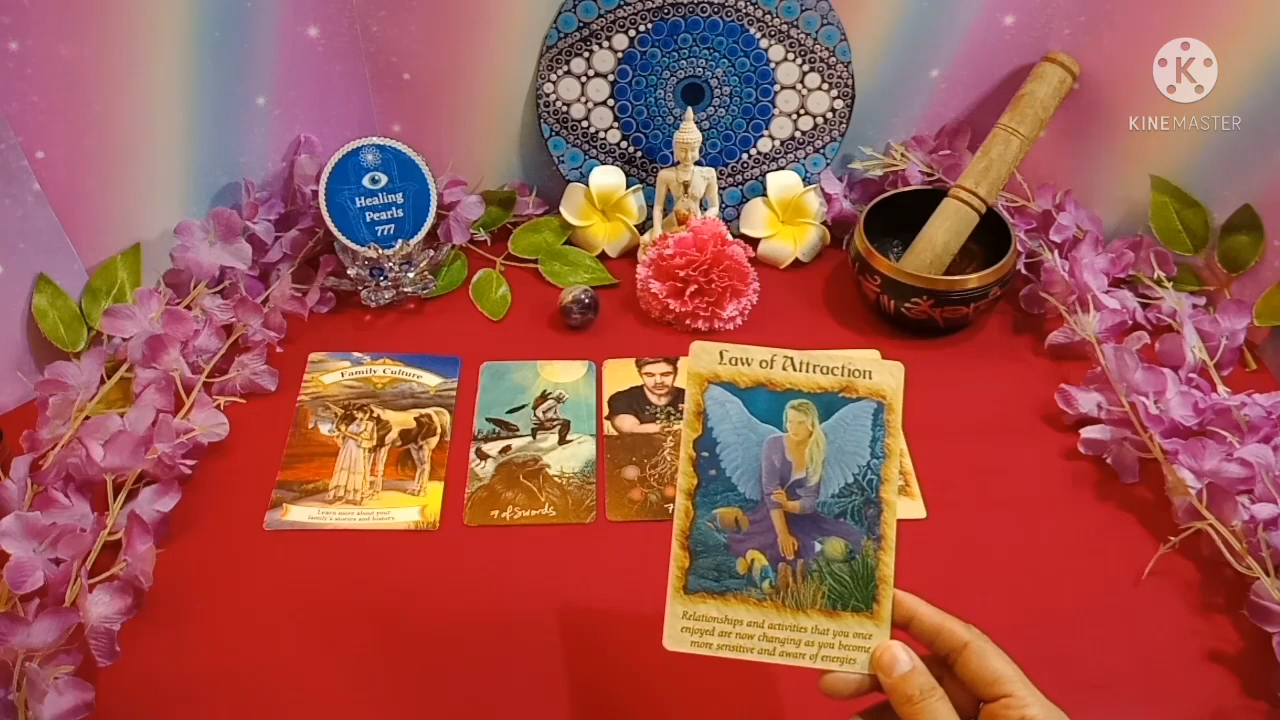 KINEMASTER
Healing
Pearls
777
Family Culture
Learn more about your
family's stories and history.
7 of Swords
7
Law of Attraction
Relationships and activities that you once
enjoyed are now changing as you become
more sensitive and aware of energies.